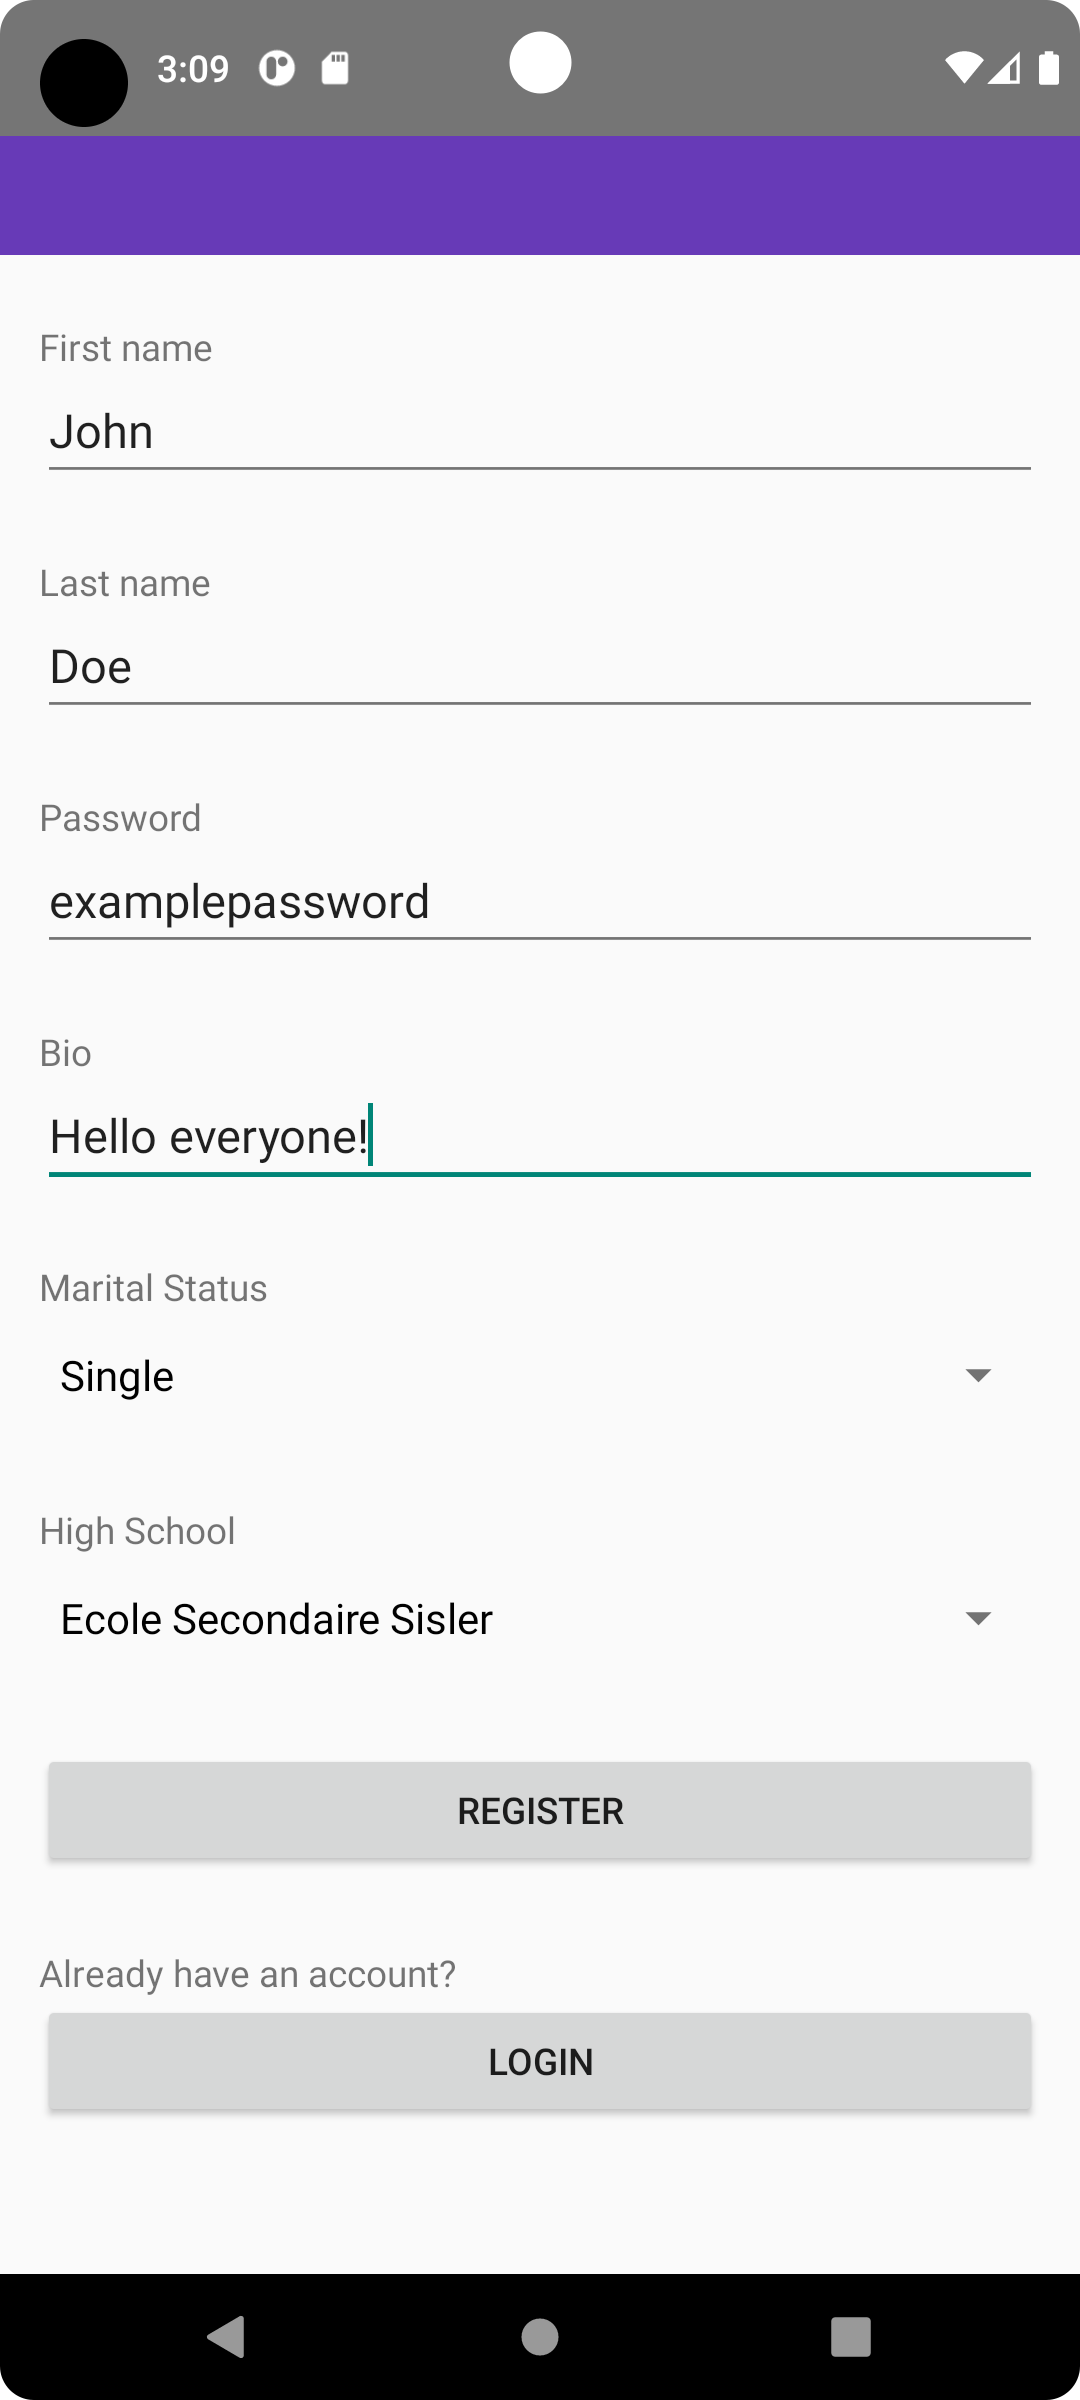 3:09
First name
John
Last name
Doe
Password
examplepassword
Bio
Hello everyone!
Marital Status
Single
High School
Ecole Secondaire Sisler
REGISTER
Already have an account?
LOGIN